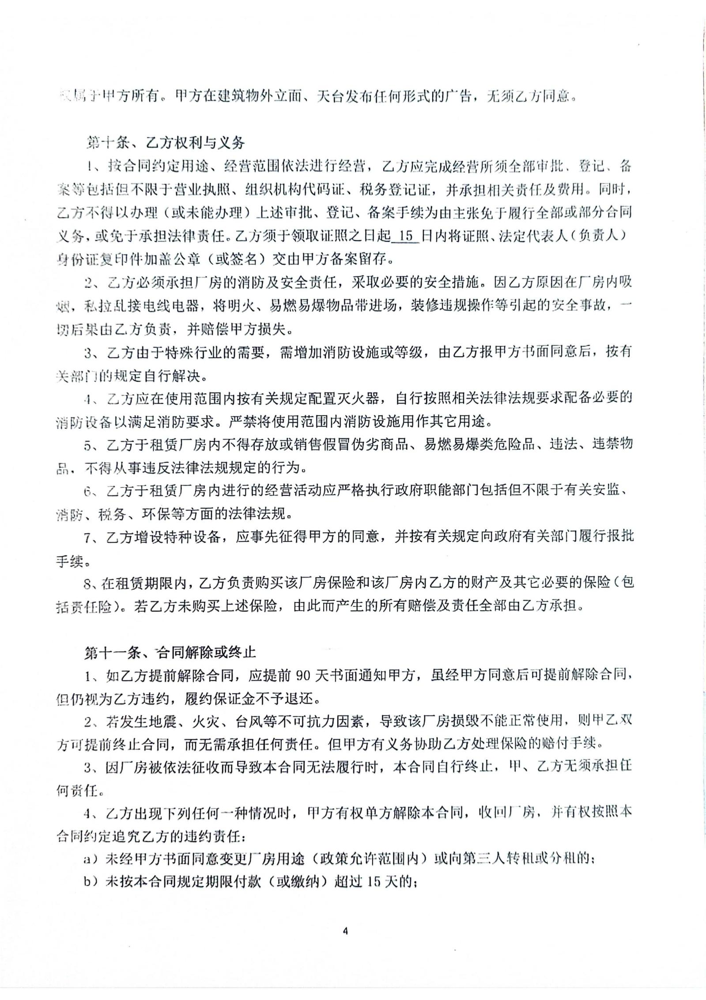 权属于甲方所有。甲方在建筑物外立面、天台发布任何形式的广告，无须乙方同意。
第十条、乙方权利与义务
1、按合同约定用途、经营范围依法进行经营，乙方应完成经营所须全部审批、登记、备
案等包括但不限于营业执照、组织机构代码证、税务登记证，并承担相关责任及费用。同时，
乙方不得以办理（或未能办理）上述审批、登记、备案手续为由主张免于履行全部或部分合同
义务，或免于承担法律责任。乙方须于领取证照之日起 15 日内将证照、法定代表人（负责人）
身份证复印件加盖公章（或签名）交由甲方备案留存。
2、乙方必须承担厂房的消防及安全责任，采取必要的安全措施。因乙方原因在厂房内吸
烟，私拉乱接电线电器，将明火、易燃易爆物品带进场，装修违规操作等引起的安全事故，一
切后果由乙方负责，并赔偿甲方损失。
3、乙方由于特殊行业的需要，需增加消防设施或等级，由乙方报甲方书面同意后，按有
关部门的规定自行解决。
4、乙方应在使用范围内按有关规定配置灭火器，自行按照相关法律法规要求配备必要的
消防设备以满足消防要求。严禁将使用范围内消防设施用作其它用途。
5、乙方于租赁厂房内不得存放或销售假冒伪劣商品、易燃易爆类危险品、违法、违禁物
品，不得从事违反法律法规规定的行为。
6、乙方于租赁厂房内进行的经营活动应严格执行政府职能部门包括但不限于有关安监、
消防、税务、环保等方面的法律法规。
7、乙方增设特种设备，应事先征得甲方的同意，并按有关规定向政府有关部门履行报批
手续。
8、在租赁期限内，乙方负责购买该厂房保险和该厂房内乙方的财产及其它必要的保险（包
括责任险）。若乙方未购买上述保险，由此而产生的所有赔偿及责任全部由乙方承担。
第十一条、合同解除或终止
1、如乙方提前解除合同，应提前 90 天书面通知甲方，虽经甲方同意后可提前解除合同，
但仍视为乙方违约，履约保证金不予退还。
2、若发生地震、火灾、台风等不可抗力因素，导致该厂房损毁不能正常使用，则甲乙双
方可提前终止合同，而无需承担任何责任。但甲方有义务协助乙方处理保险的赔付手续。
3、因厂房被依法征收而导致本合同无法履行时，本合同自行终止，甲、乙方无须承担任
何责任。
4、乙方出现下列任何一种情况时，甲方有权单方解除本合同，收回厂房，并有权按照本
合同约定追究乙方的违约责任：
a）未经甲方书面同意变更厂房用途（政策允许范围内）或向第三人转租或分租的；
b）未按本合同规定期限付款（或缴纳）超过 15 天的；
4